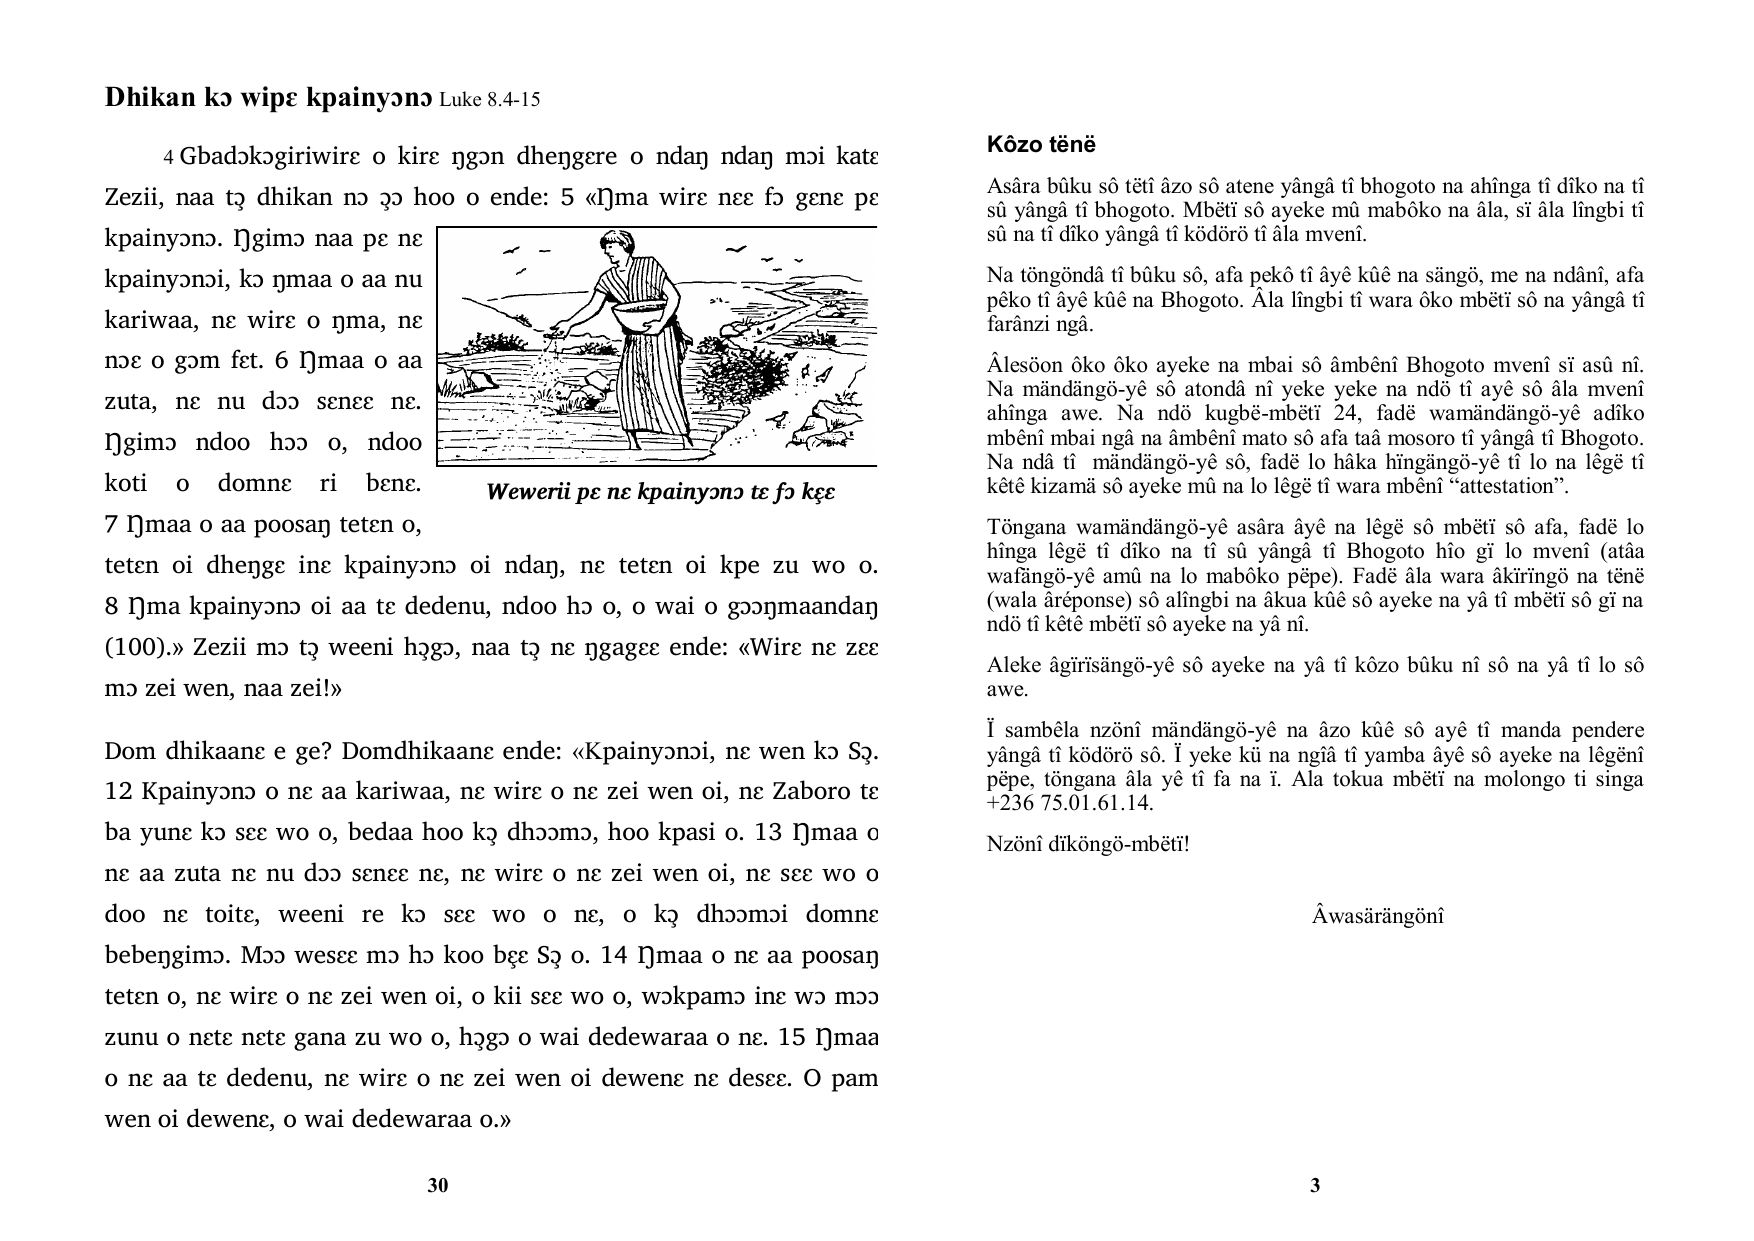 Dhikan kɔ wipɛ kpainyɔnɔ Luke 8.4-15
4 Gbadɔkɔgiriwirɛ o kirɛ ŋgɔn dheŋgɛre o ndaŋ ndaŋ mɔi katɛ
Zezii, naa tɔ̧ dhikan nɔ ɔ̧ɔ hoo o ende: 5 «Ŋma wirɛ nɛɛ fɔ gɛnɛ pɛ
kpainyɔnɔ. Ŋgimɔ naa pɛ nɛ
kpainyɔnɔi, kɔ ŋmaa o aa nu
kariwaa, nɛ wirɛ o ŋma, nɛ
nɔɛ o gɔm fɛt. 6 Ŋmaa o aa
zuta, nɛ nu dɔɔ sɛnɛɛ nɛ.
Ŋgimɔ ndoo hɔɔ o, ndoo
koti o domnɛ ri bɛnɛ.
7 Ŋmaa o aa poosaŋ tetɛn o,
Wewerii pɛ nɛ kpainyɔnɔ tɛ fɔ kɛ̧ɛ
tetɛn oi dheŋgɛ inɛ kpainyɔnɔ oi ndaŋ, nɛ tetɛn oi kpe zu wo o.
8 Ŋma kpainyɔnɔ oi aa tɛ dedenu, ndoo hɔ o, o wai o gɔɔŋmaandaŋ
(100).» Zezii mɔ tɔ̧ weeni hɔ̧gɔ, naa tɔ̧ nɛ ŋgagɛɛ ende: «Wirɛ nɛ zɛɛ
mɔ zei wen, naa zei!»
Dom dhikaanɛ e ge? Domdhikaanɛ ende: «Kpainyɔnɔi, nɛ wen kɔ Sɔ̧.
12 Kpainyɔnɔ o nɛ aa kariwaa, nɛ wirɛ o nɛ zei wen oi, nɛ Zaboro tɛ
ba yunɛ kɔ sɛɛ wo o, bedaa hoo kɔ̧ dhɔɔmɔ, hoo kpasi o. 13 Ŋmaa o
nɛ aa zuta nɛ nu dɔɔ sɛnɛɛ nɛ, nɛ wirɛ o nɛ zei wen oi, nɛ sɛɛ wo o
doo nɛ toitɛ, weeni re kɔ sɛɛ wo o nɛ, o kɔ̧ dhɔɔmɔi domnɛ
bebeŋgimɔ. Mɔɔ wesɛɛ mɔ hɔ koo bɛ̧ɛ Sɔ̧ o. 14 Ŋmaa o nɛ aa poosaŋ
tetɛn o, nɛ wirɛ o nɛ zei wen oi, o kii sɛɛ wo o, wɔkpamɔ inɛ wɔ mɔɔ
zunu o nɛtɛ nɛtɛ gana zu wo o, hɔ̧gɔ o wai dedewaraa o nɛ. 15 Ŋmaa
o nɛ aa tɛ dedenu, nɛ wirɛ o nɛ zei wen oi dewenɛ nɛ desɛɛ. O pam
wen oi dewenɛ, o wai dedewaraa o.»
30
Kôzo tënë
Asâra bûku sô tëtî âzo sô atene yângâ tî bhogoto na ahînga tî dîko na tî
sû yângâ tî bhogoto. Mbëtï sô ayeke mû mabôko na âla, sï âla lîngbi tî
sû na tî dîko yângâ tî ködörö tî âla mvenî.
Na töngöndâ tî bûku sô, afa pekô tî âyê kûê na sängö, me na ndânî, afa
pêko tî âyê kûê na Bhogoto. Âla lîngbi tî wara ôko mbëtï sô na yângâ tî
farânzi ngâ.
Âlesöon ôko ôko ayeke na mbai sô âmbênî Bhogoto mvenî sï asû nî.
Na mändängö-yê sô atondâ nî yeke yeke na ndö tî ayê sô âla mvenî
ahînga awe. Na ndö kugbë-mbëtï 24, fadë wamändängö-yê adîko
mbênî mbai ngâ na âmbênî mato sô afa taâ mosoro tî yângâ tî Bhogoto.
Na ndâ tî  mändängö-yê sô, fadë lo hâka hïngängö-yê tî lo na lêgë tî
kêtê kizamä sô ayeke mû na lo lêgë tî wara mbênî “attestation”.
Töngana wamändängö-yê asâra âyê na lêgë sô mbëtï sô afa, fadë lo
hînga lêgë tî dîko na tî sû yângâ tî Bhogoto hîo gï lo mvenî (atâa
wafängö-yê amû na lo mabôko pëpe). Fadë âla wara âkïrïngö na tënë
(wala âréponse) sô alîngbi na âkua kûê sô ayeke na yâ tî mbëtï sô gï na
ndö tî kêtê mbëtï sô ayeke na yâ nî.
Aleke âgïrïsängö-yê sô ayeke na yâ tî kôzo bûku nî sô na yâ tî lo sô
awe.
Ï sambêla nzönî mändängö-yê na âzo kûê sô ayê tî manda pendere
yângâ tî ködörö sô. Ï yeke kü na ngîâ tî yamba âyê sô ayeke na lêgënî
pëpe, töngana âla yê tî fa na ï. Ala tokua mbëtï na molongo ti singa
+236 75.01.61.14.
Nzönî dïköngö-mbëtï!
Âwasärängönî
3